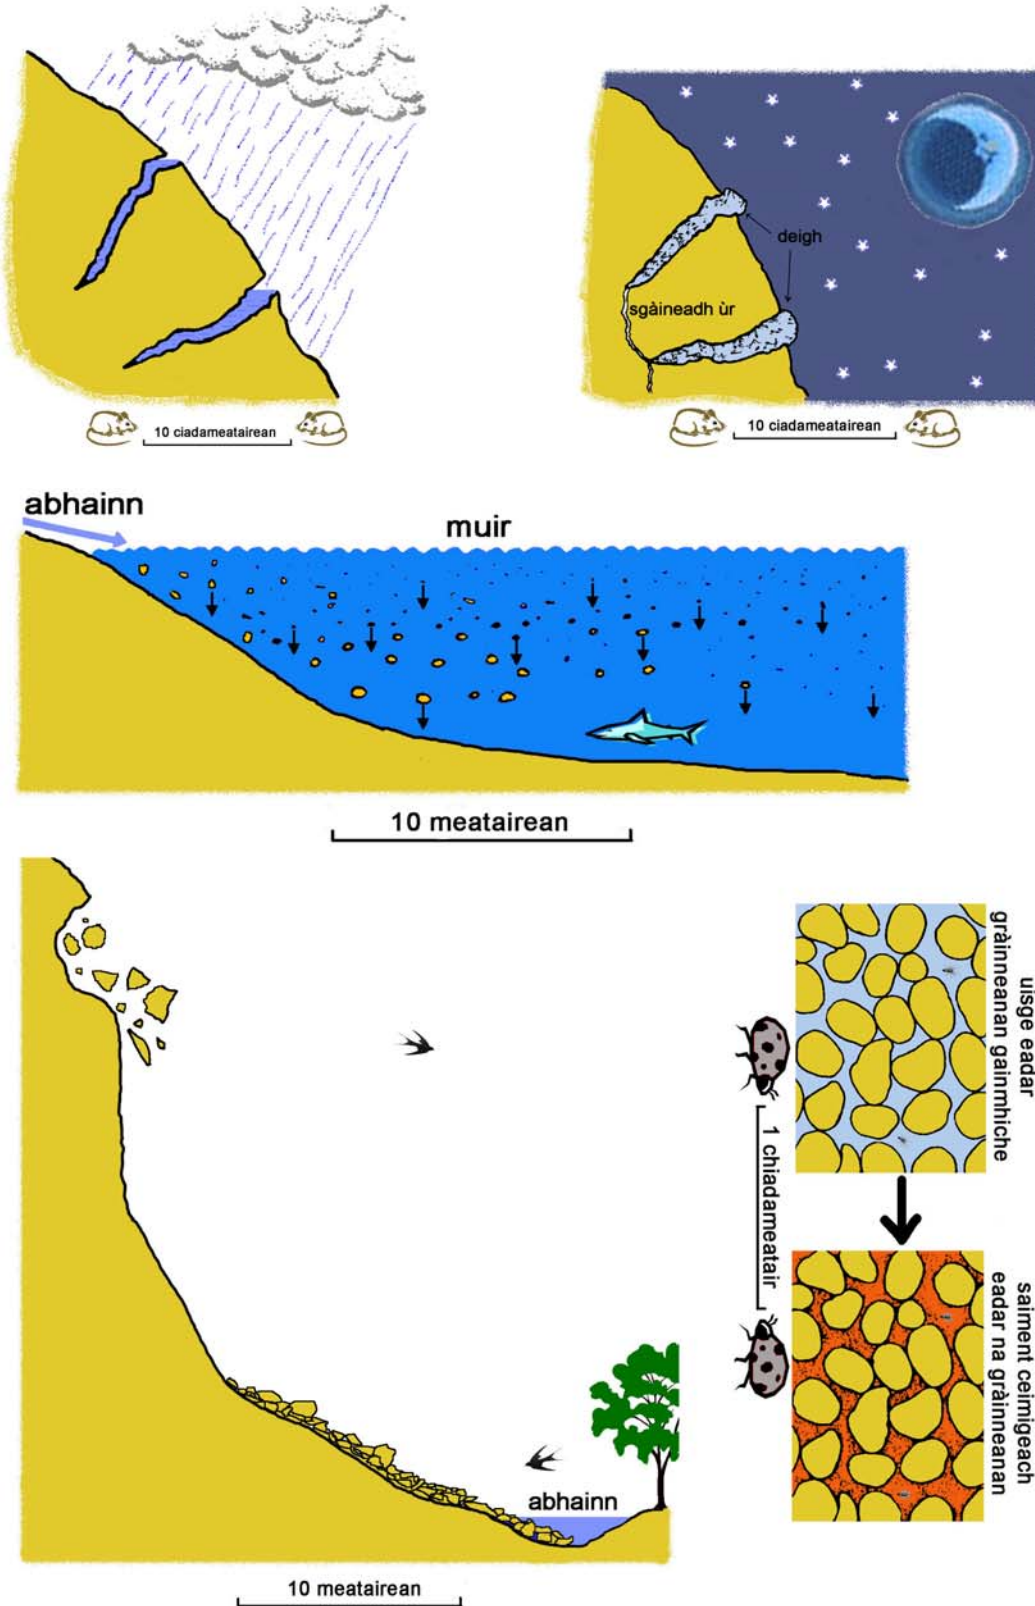 deigh
sgàineadh ùr
10 ciadameatairean
10 ciadameatairean
abhainn
muir
10 meatairean
uisge eadar
gràinneanan gainmhiche
1 chiadameatair
saiment ceimigeach
eadar na gràinneanan
abhainn
10 meatairean